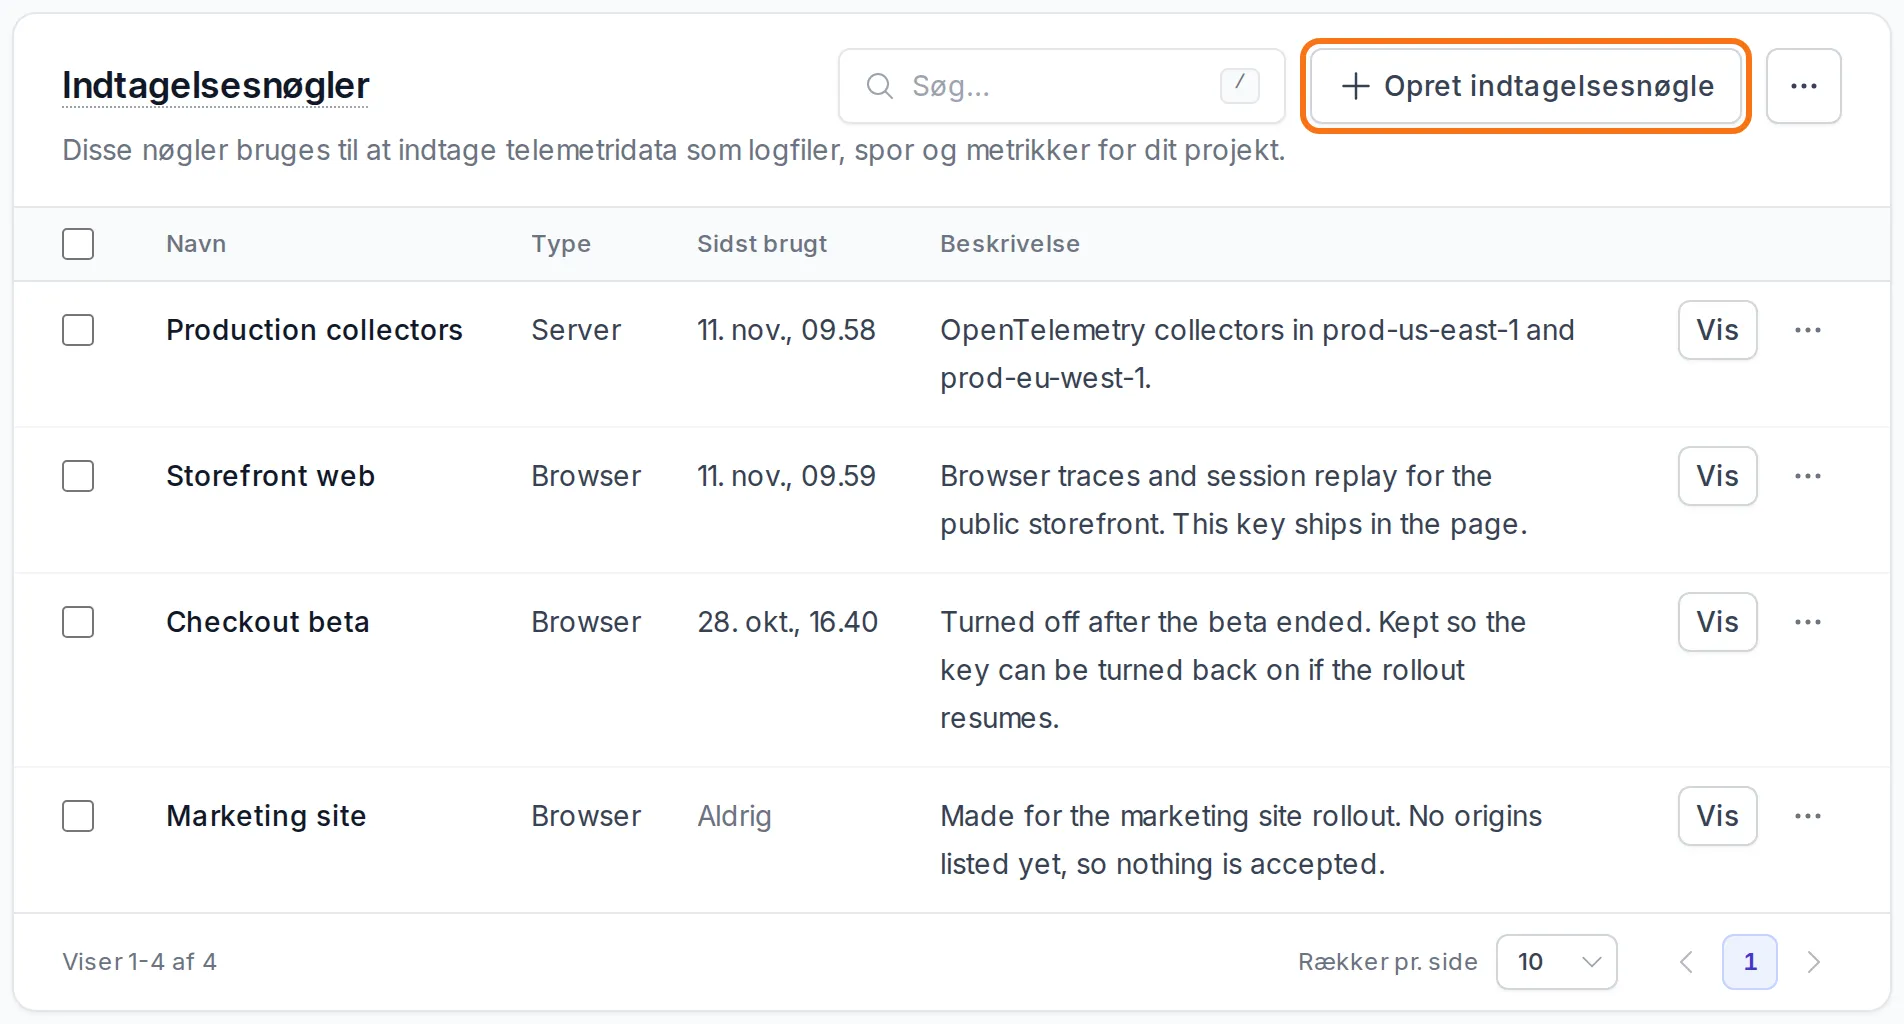 Indtagelsesnøgler
Søg...
/
Opret indtagelsesnøgle
Disse nøgler bruges til at indtage telemetridata som logfiler, spor og metrikker for dit projekt.
Navn
Type
Sidst brugt
Beskrivelse
Production collectors
Server
11. nov., 09.58
OpenTelemetry collectors in prod-us-east-1 and
prod-eu-west-1.
Vis
Storefront web
Browser
11. nov., 09.59
Browser traces and session replay for the
public storefront. This key ships in the page.
Vis
Checkout beta
Browser
28. okt., 16.40
Turned off after the beta ended. Kept so the
key can be turned back on if the rollout
resumes.
Vis
Marketing site
Browser
Aldrig
Made for the marketing site rollout. No origins
listed yet, so nothing is accepted.
Vis
Viser 1-4 af 4
Rækker pr. side
10
1